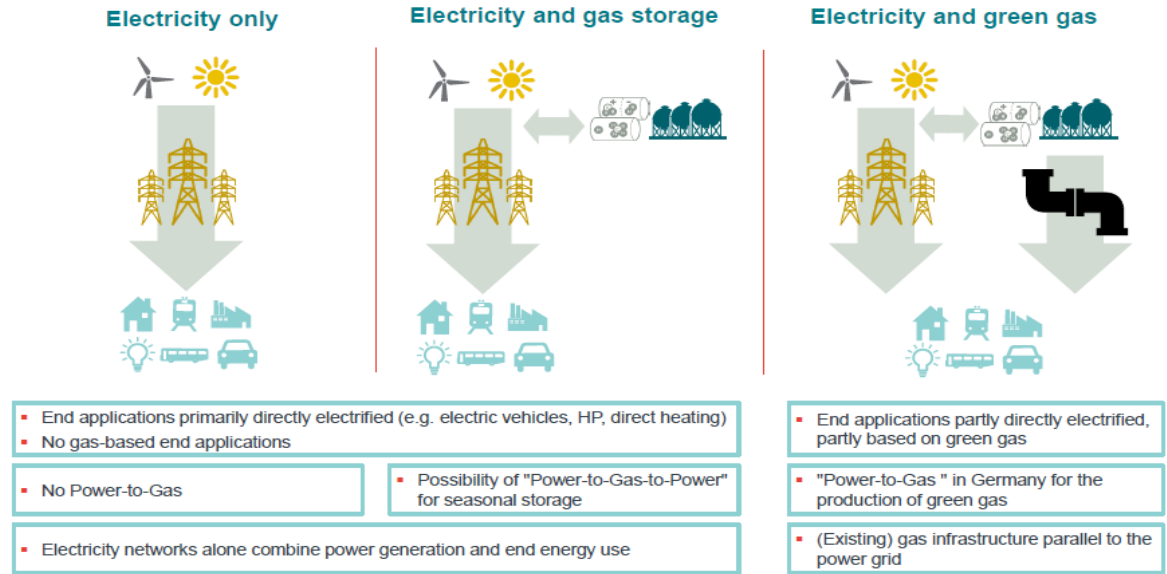 Electricity only
Electricity and gas storage
Electricity and green gas
▪ End applications primarily directly electrified (e.g. electric vehicles, HP, direct heating)
▪ No gas-based end applications
▪ End applications partly directly electrified,
partly based on green gas
▪ No Power-to-Gas
▪ Possibility of "Power-to-Gas-to-Power"
for seasonal storage
▪ "Power-to-Gas " in Germany for the
production of green gas
▪ Electricity networks alone combine power generation and end energy use
▪ (Existing) gas infrastructure parallel to the
power grid